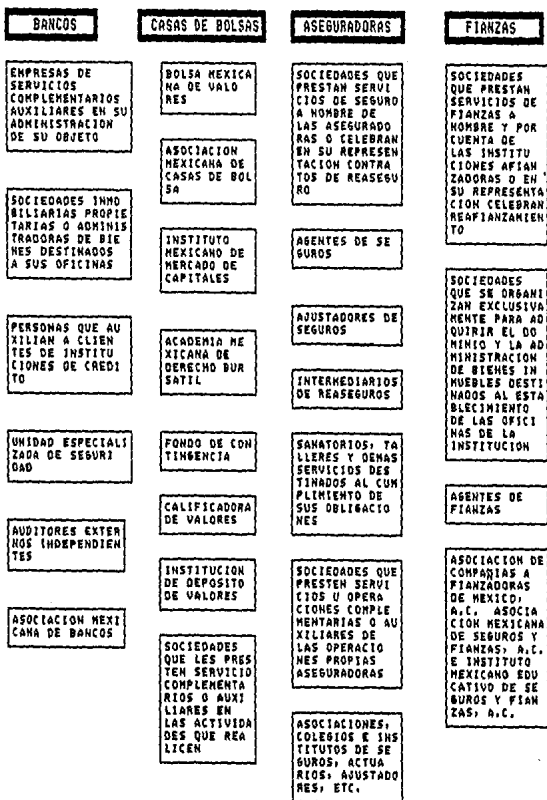 BANCOS
EMPRESAS DE
SERVICIOS
COMPLEMENTARIOS
AUXILIARES EN SU
ADMINISTRACION
DE SU OBJETO
SOCIEDADES INMO
BILIARIAS PROPIE
TARIAS O ADMINIS
TRADORAS DE BIE
NES DESTINADOS
A SUS OFICINAS
PERSONAS QUE AU
XILIAN A CLIEN
TES DE INSTITU
CIONES DE CREDI
TO
UNIDAD ESPECIALI
ZADA DE SEGURI
DAD
AUDITORES EXTER
NOS INDEPENDIEN
TES
ASOCIACION MEXI
CANA DE BANCOS
CASAS DE BOLSAS
BOLSA MEXICA
NA DE VALO
RES
ASOCIACION
MEXICANA DE
CASAS DE BOL
SA
INSTITUTO
MEXICANO DE
MERCADO DE
CAPITALES
ACADEMIA ME
XICANA DE
DERECHO BUR
SATIL
FONDO DE CON
TINGENCIA
CALIFICADORA
DE VALORES
INSTITUCION
DE DEPOSITO
DE VALORES
SOCIEDADES
QUE LES PRES
TEN SERVICIO
COMPLEMENTA
RIOS O AUXI
LIARES EN
LAS ACTIVIDA
DES QUE REA
LICEN
ASEGURADORAS
SOCIEDADES QUE
PRESTAN SERVI
CIOS DE SEGURO
A NOMBRE DE
LAS ASEGURADO
RAS O CELEBRAN
EN SU REPRESEN
TACION CONTRA
TOS DE REASEGU
RO
AGENTES DE SE
GUROS
AJUSTADORES DE
SEGUROS
INTERMEDIARIOS
DE REASEGUROS
SANATORIOS, TA
LLERES Y DEMAS
SERVICIOS DES
TINADOS AL CUM
PLIMIENTO DE
SUS OBLIGACIO
NES
SOCIEDADES QUE
PRESTEN SERVI
CIOS U OPERA
CIONES COMPLE
MENTARIAS O AU
XILIARES DE
LAS OPERACIO
NES PROPIAS
ASEGURADORAS
ASOCIACIONES,
COLEGIOS E INS
TITUTOS DE SE
GUROS, ACTUA
RIOS, AJUSTADO
RES, ETC.
FIANZAS
SOCIEDADES
QUE PRESTAN
SERVICIOS DE
FIANZAS A
NOMBRE Y POR
CUENTA DE
LAS INSTITU
CIONES AFIAN
ZADORAS O EN
SU REPRESENTA
CION CELEBRAN
REAFIANZAMIEN
TO
SOCIEDADES
QUE SE ORGANI
ZAN EXCLUSIVA
MENTE PARA AD
QUIRIR EL DO
MINIO Y LA AD
MINISTRACION
DE BIENES IN
MUEBLES DESTI
NADOS AL ESTA
BLECIMIENTO
DE LAS OFICI
NAS DE LA
INSTITUCION
AGENTES DE
FIANZAS
ASOCIACION DE
COMPAÑIAS A
FIANZADORAS
DE MEXICO,
A.C. ASOCIA
CION MEXICANA
DE SEGUROS Y
FIANZAS, A.C.
E INSTITUTO
MEXICANO EDU
CATIVO DE SE
GUROS Y FIAN
ZAS, A.C.